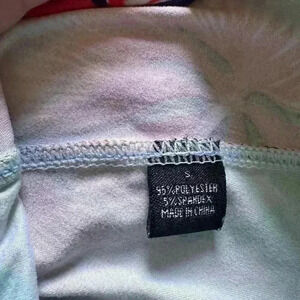 S
95%POLYESTER
5%SPANDEX
MADE IN CHINA